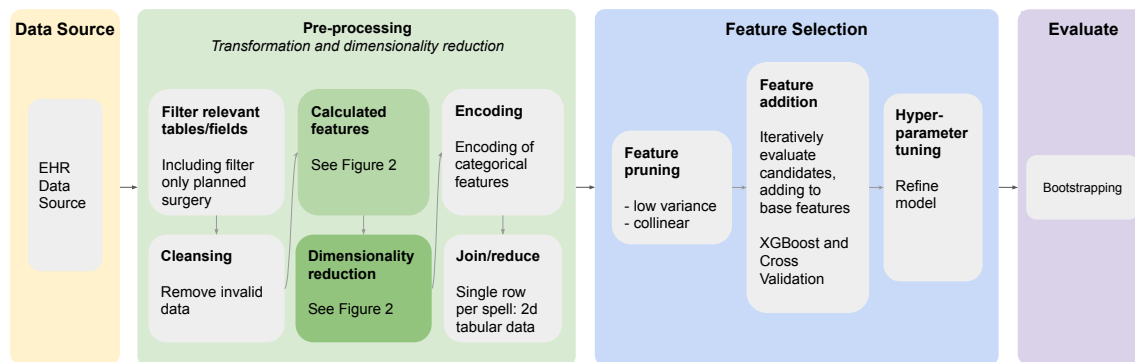 Data Source
EHR
Data
Source
Pre-processing
Transformation and dimensionality reduction
Filter relevant
tables/fields
Including filter
only planned
surgery
Cleansing
Remove invalid
data
Calculated
features
See Figure 2
Dimensionality
reduction
See Figure 2
Encoding
Encoding of
categorical
features
Join/reduce
Single row
per spell: 2d
tabular data
Feature Selection
Feature
pruning
- low variance
- collinear
Feature
addition
Iteratively
evaluate
candidates,
adding to
base features
XGBoost and
Cross
Validation
Hyper-
parameter
tuning
Refine
model
Evaluate
Bootstrapping